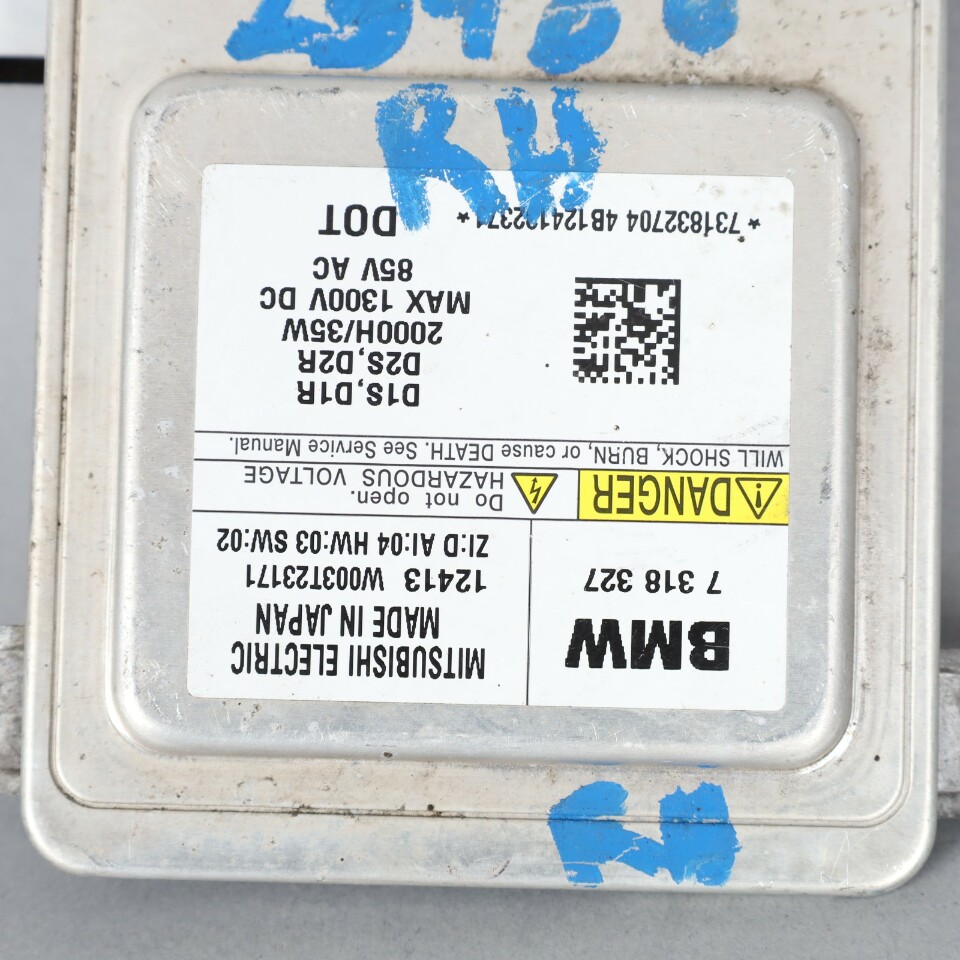 RH
BMW
7 318 327
MITSUBISHI ELECTRIC
MADE IN JAPAN
12413 W003T23171
ZI:D AI:04 HW:03 SW:02
DANGER
Do not open.
HAZARDOUS VOLTAGE
WILL SHOCK, BURN, or cause DEATH. See Service Manual.
D1S,D1R
D2S,D2R
2000H/35W
MAX 1300V DC
85V AC
DOT